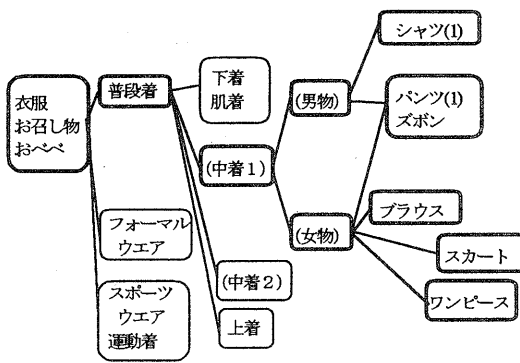 衣服
お召し物
おべべ
普段着
フォーマル
ウエア
スポーツ
ウエア
運動着
下着
肌着
(中着1)
(中着2)
上着
(男物)
(女物)
シャツ(1)
パンツ(1)
ズボン
ブラウス
スカート
ワンピース